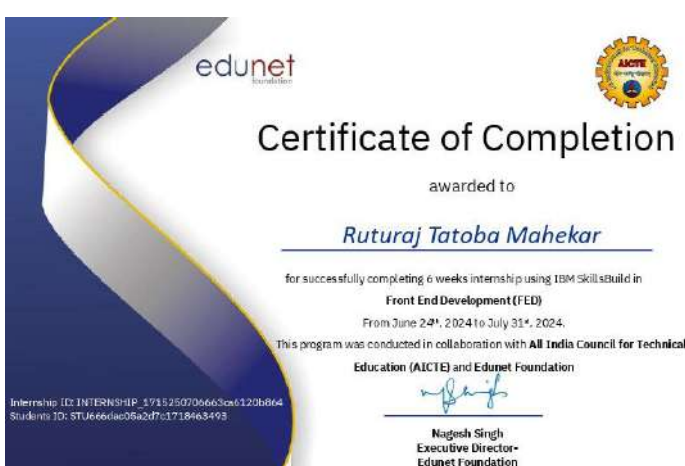 edunet
foundation
AICTE
Certificate of Completion
awarded to
Ruturaj Tatoba Mahekar
for successfully completing 6 weeks internship using IBM SkillsBuild in
Front End Development (FED)
From June 24th, 2024 to July 31st, 2024.
This program was conducted in collaboration with All India Council for Technical
Education (AICTE) and Edunet Foundation
Internship ID: INTERNSHIP_1715250706663ca6120b864
Students ID: STU666dac05a2d7c1718463493
Nagesh Singh
Executive Director-
Edunet Foundation